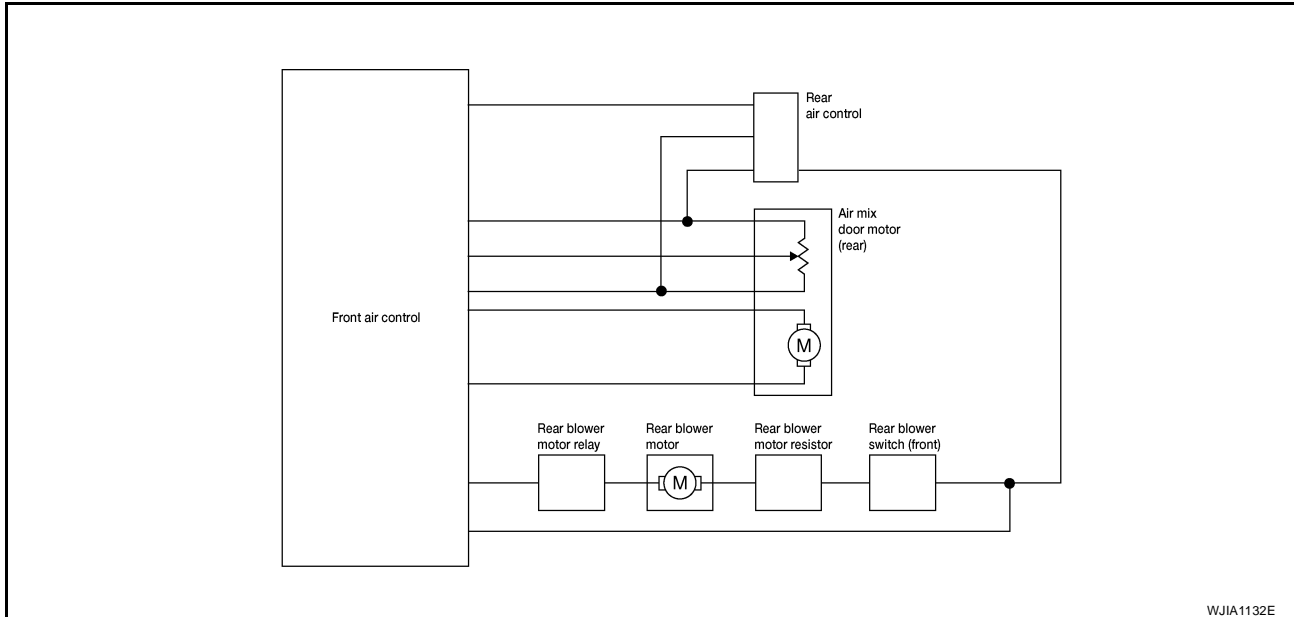 Rear
air control
Air mix
door motor
(rear)
Front air control
M
Rear blower
motor relay
Rear blower
motor
Rear blower
motor resistor
Rear blower
switch (front)
M
WJIA1132E